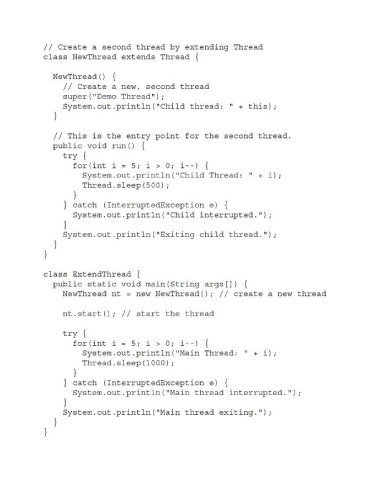 // Create a second thread by extending Thread
class NewThread extends Thread {

  NewThread() {
    // Create a new, second thread
    super("Demo Thread");
    System.out.println("Child thread: " + this);
  }

  // This is the entry point for the second thread.
  public void run() {
    try {
      for(int i = 5; i > 0; i--) {
        System.out.println("Child Thread: " + i);
        Thread.sleep(500);
      }
    } catch (InterruptedException e) {
      System.out.println("Child interrupted.");
    }
    System.out.println("Exiting child thread.");
  }
}

class ExtendThread {
  public static void main(String args[]) {
    NewThread nt = new NewThread(); // create a new thread

    nt.start(); // start the thread

    try {
      for(int i = 5; i > 0; i--) {
        System.out.println("Main Thread: " + i);
        Thread.sleep(1000);
      }
    } catch (InterruptedException e) {
      System.out.println("Main thread interrupted.");
    }
    System.out.println("Main thread exiting.");
  }
}